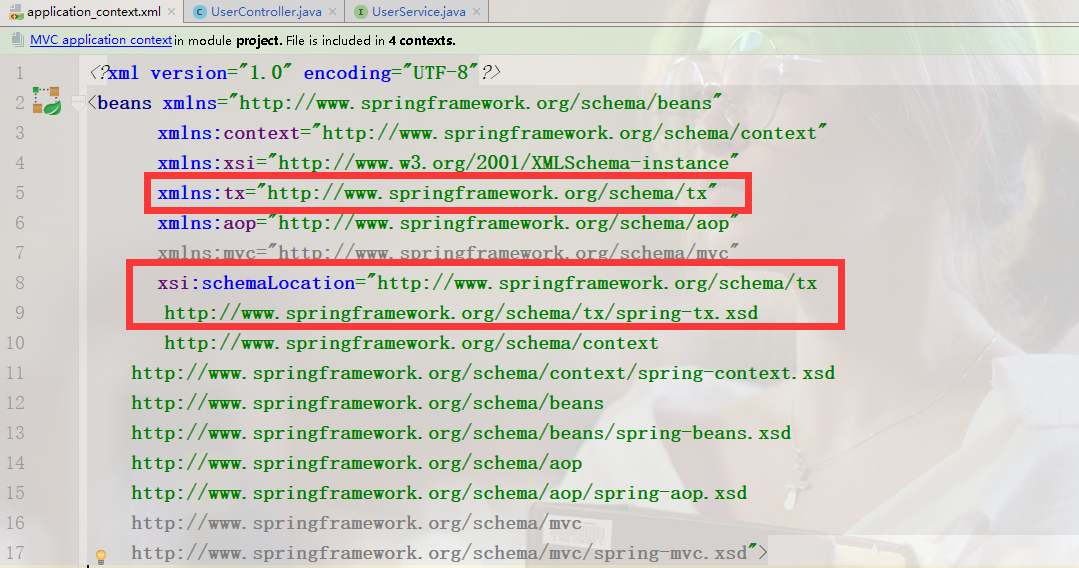 application_context.xml UserController.java UserService.java
MVC application context in module project. File is included in 4 contexts.
1 <?xml version="1.0" encoding="UTF-8"?>
2 <beans xmlns="http://www.springframework.org/schema/beans"
3 xmlns:context="http://www.springframework.org/schema/context"
4 xmlns:xsi="http://www.w3.org/2001/XMLSchema-instance"
5 xmlns:tx="http://www.springframework.org/schema/tx"
6 xmlns:aop="http://www.springframework.org/schema/aop"
7 xmlns:mvc="http://www.springframework.org/schema/mvc"
8 xsi:schemaLocation="http://www.springframework.org/schema/tx
9 http://www.springframework.org/schema/tx/spring-tx.xsd
10 http://www.springframework.org/schema/context
11 http://www.springframework.org/schema/context/spring-context.xsd
12 http://www.springframework.org/schema/beans
13 http://www.springframework.org/schema/beans/spring-beans.xsd
14 http://www.springframework.org/schema/aop
15 http://www.springframework.org/schema/aop/spring-aop.xsd
16 http://www.springframework.org/schema/mvc
17 http://www.springframework.org/schema/mvc/spring-mvc.xsd">